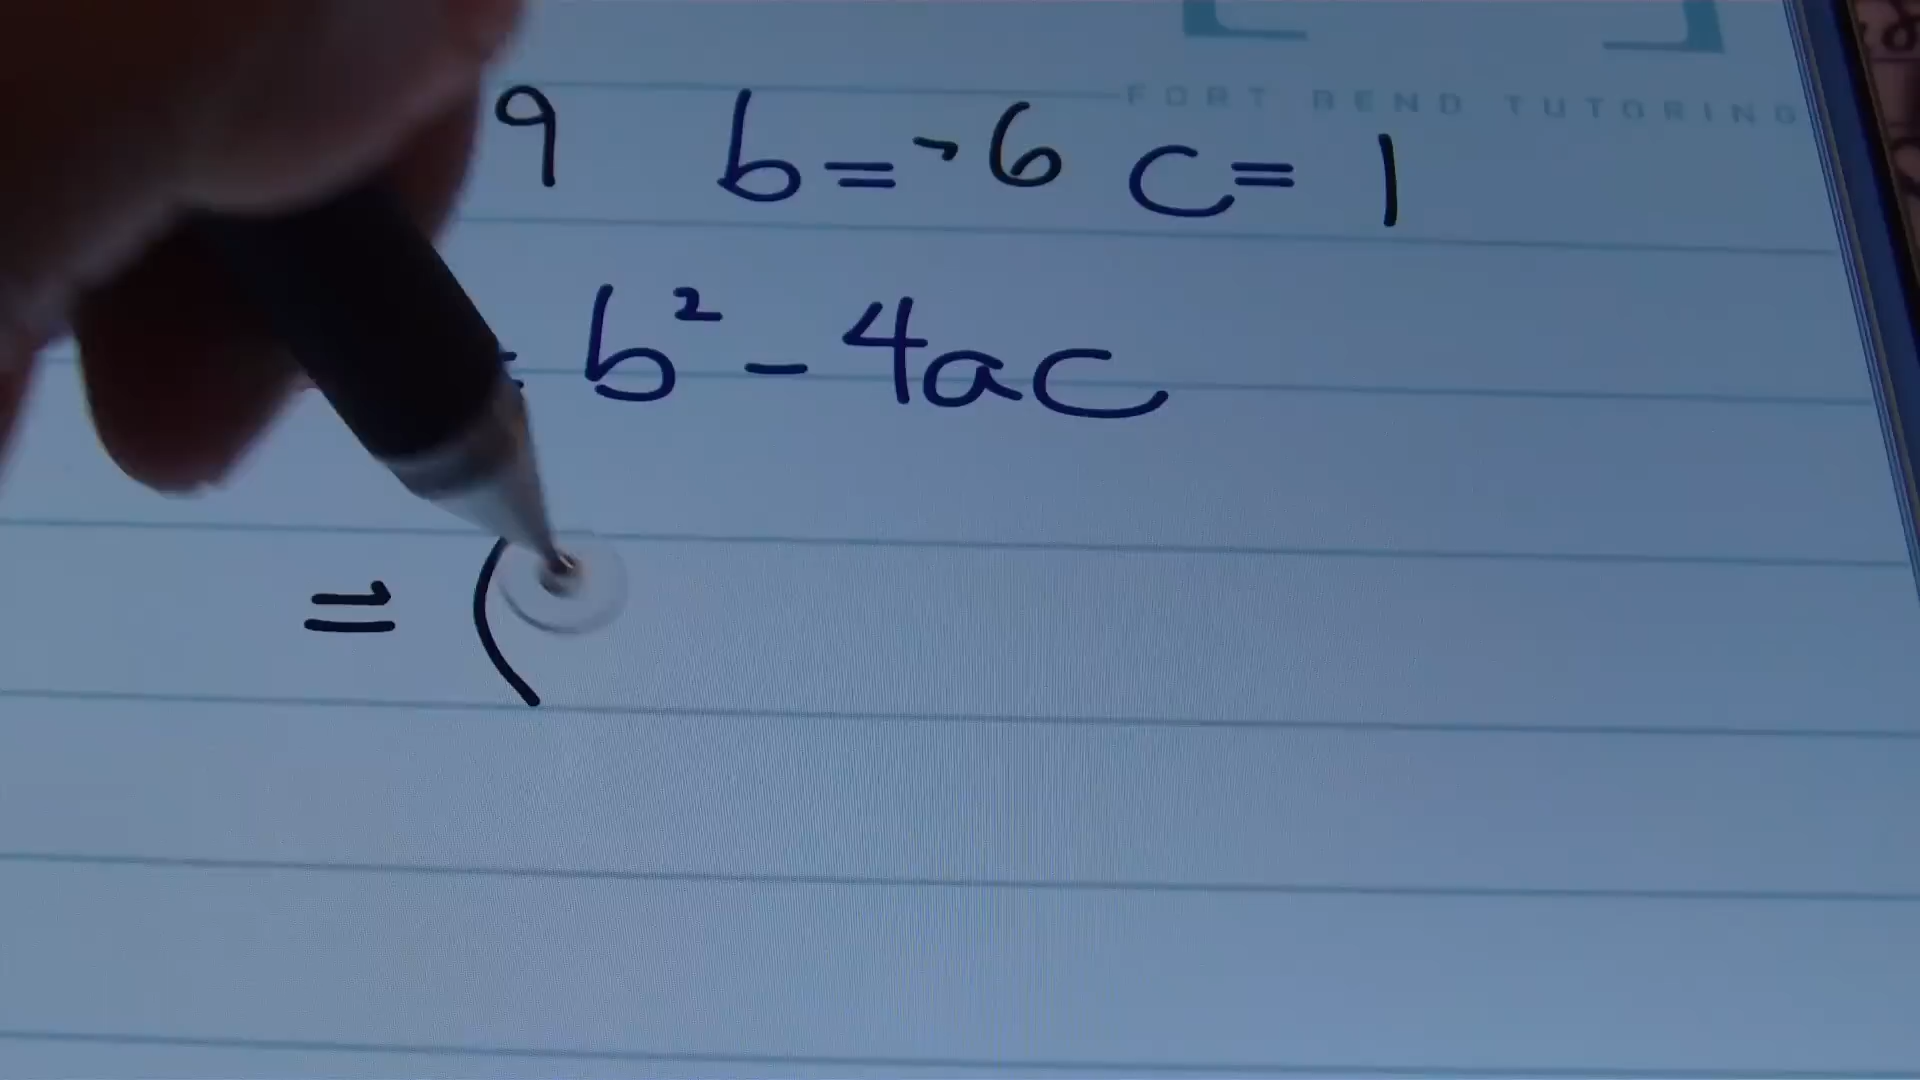 FORT BEND TUTORING
9 b = -6 c = 1
= b² - 4ac
= (